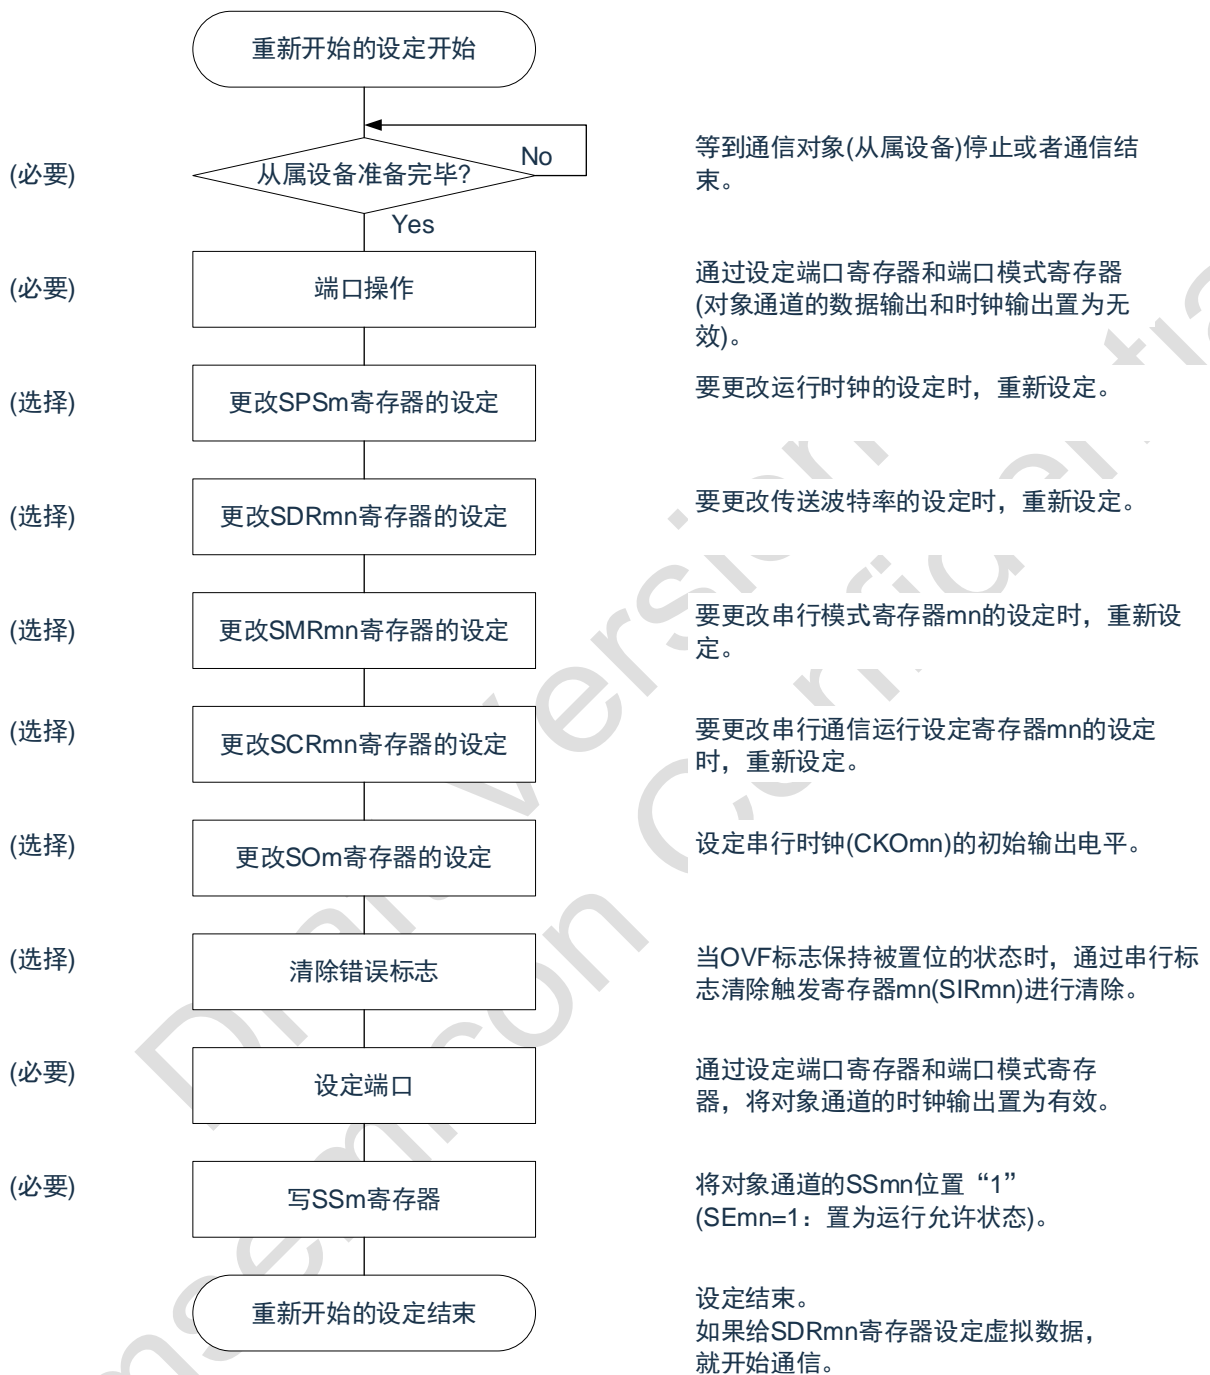 重新开始的设定开始
(必要)
从属设备准备完毕?
No
Yes
等到通信对象(从属设备)停止或者通信结
束。
(必要)
端口操作
通过设定端口寄存器和端口模式寄存器
(对象通道的数据输出和时钟输出置为无
效)。
(选择)
更改SPSm寄存器的设定
要更改运行时钟的设定时，重新设定。
(选择)
更改SDRmn寄存器的设定
要更改传送波特率的设定时，重新设定。
(选择)
更改SMRmn寄存器的设定
要更改串行模式寄存器mn的设定时，重新设
定。
(选择)
更改SCRmn寄存器的设定
要更改串行通信运行设定寄存器mn的设定
时，重新设定。
(选择)
更改SOm寄存器的设定
设定串行时钟(CKOmn)的初始输出电平。
(选择)
清除错误标志
当OVF标志保持被置位的状态时，通过串行标
志清除触发寄存器mn(SIRmn)进行清除。
(必要)
设定端口
通过设定端口寄存器和端口模式寄存
器，将对象通道的时钟输出置为有效。
(必要)
写SSm寄存器
将对象通道的SSmn位置“1”
(SEmn=1：置为运行允许状态)。
重新开始的设定结束
设定结束。
如果给SDRmn寄存器设定虚拟数据，
就开始通信。